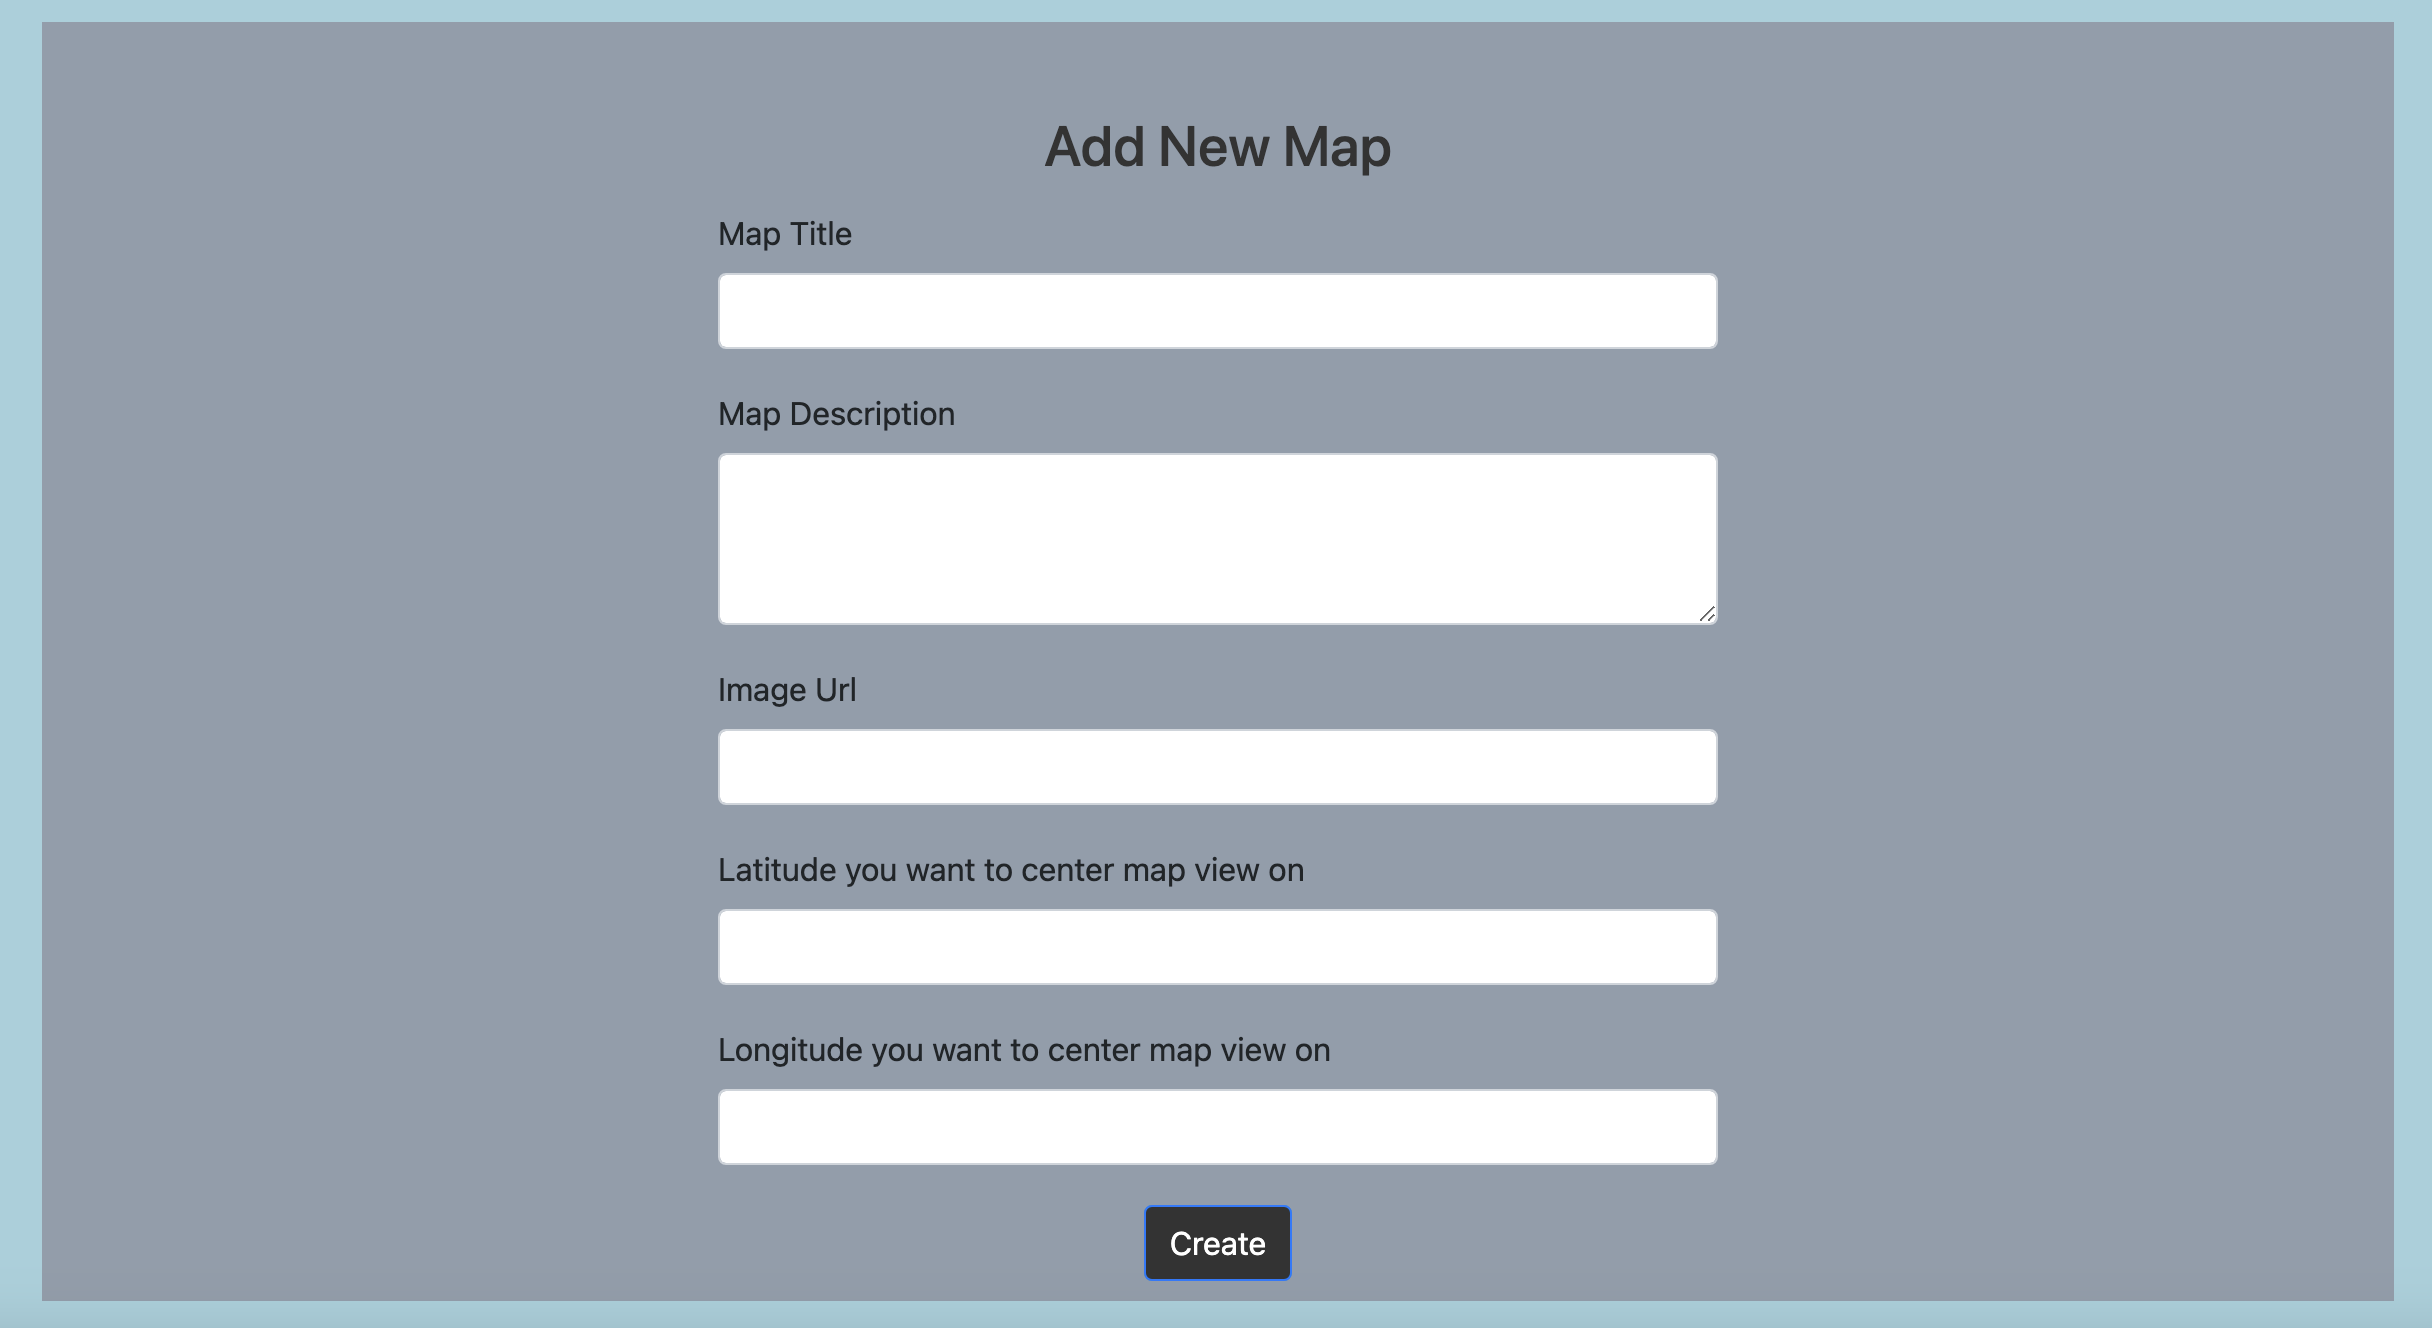 Add New Map
Map Title
Map Description
Image Url
Latitude you want to center map view on
Longitude you want to center map view on
Create